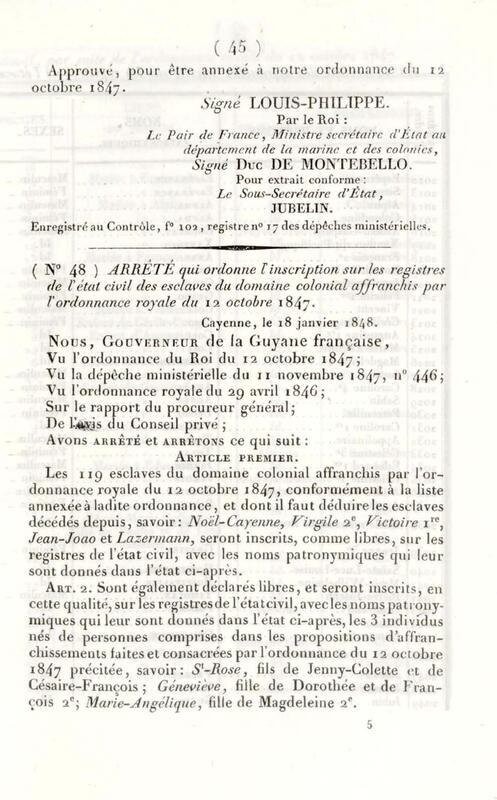 ( 45 )
Approuvé, pour être annexé à notre ordonnance du 12
octobre 1847.
Signé LOUIS-PHILIPPE.
Par le Roi :
Le Pair de France, Ministre secrétaire d'État au
département de la marine et des colonies,
Signé Duc DE MONTEBELLO.
Pour extrait conforme :
Le Sous-Secrétaire d'État,
JUBELIN.
Enregistré au Contrôle, f° 102, registre n° 17 des dépêches ministérielles.
( N° 48 ) ARRÊTÉ qui ordonne l'inscription sur les registres
de l'état civil des esclaves du domaine colonial affranchis par
l'ordonnance royale du 12 octobre 1847.
Cayenne, le 18 janvier 1848.
Nous, Gouverneur de la Guyane française,
Vu l'ordonnance du Roi du 12 octobre 1847;
Vu la dépêche ministérielle du 11 novembre 1847, n° 446;
Vu l'ordonnance royale du 29 avril 1846;
Sur le rapport du procureur général;
De l'avis du Conseil privé;
Avons arrêté et arrêtons ce qui suit :
Article premier.
Les 119 esclaves du domaine colonial affranchis par l'or-
donnance royale du 12 octobre 1847, conformément à la liste
annexée à ladite ordonnance, et dont il faut déduire les esclaves
décédés depuis, savoir : Noël-Cayenne, Virgile 2e, Victoire 1re,
Jean-Joao et Lazermann, seront inscrits, comme libres, sur les
registres de l'état civil, avec les noms patronymiques qui leur
sont donnés dans l'état ci-après.
Art. 2. Sont également déclarés libres, et seront inscrits, en
cette qualité, sur les registres de l'état civil, avec les noms patrony-
miques qui leur sont donnés dans l'état ci-après, les 3 individus
nés de personnes comprises dans les propositions d'affran-
chissements faites et consacrées par l'ordonnance du 12 octobre
1847 précitée, savoir : St-Rose, fils de Jenny-Colette et de
Césaire-François; Géneviève, fille de Dorothée et de Fran-
çois 2e; Marie-Angélique, fille de Magdeleine 2e.
5